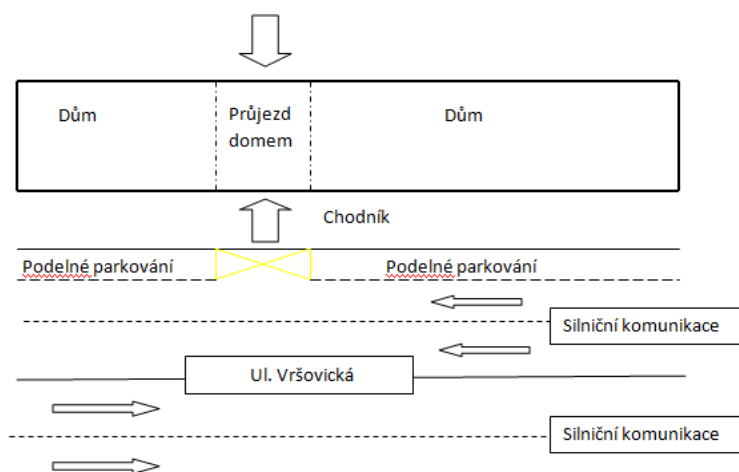 Dům
Průjezd
domem
Dům
Chodník
Podelné parkování
Podelné parkování
Silniční komunikace
Ul. Vršovická
Silniční komunikace